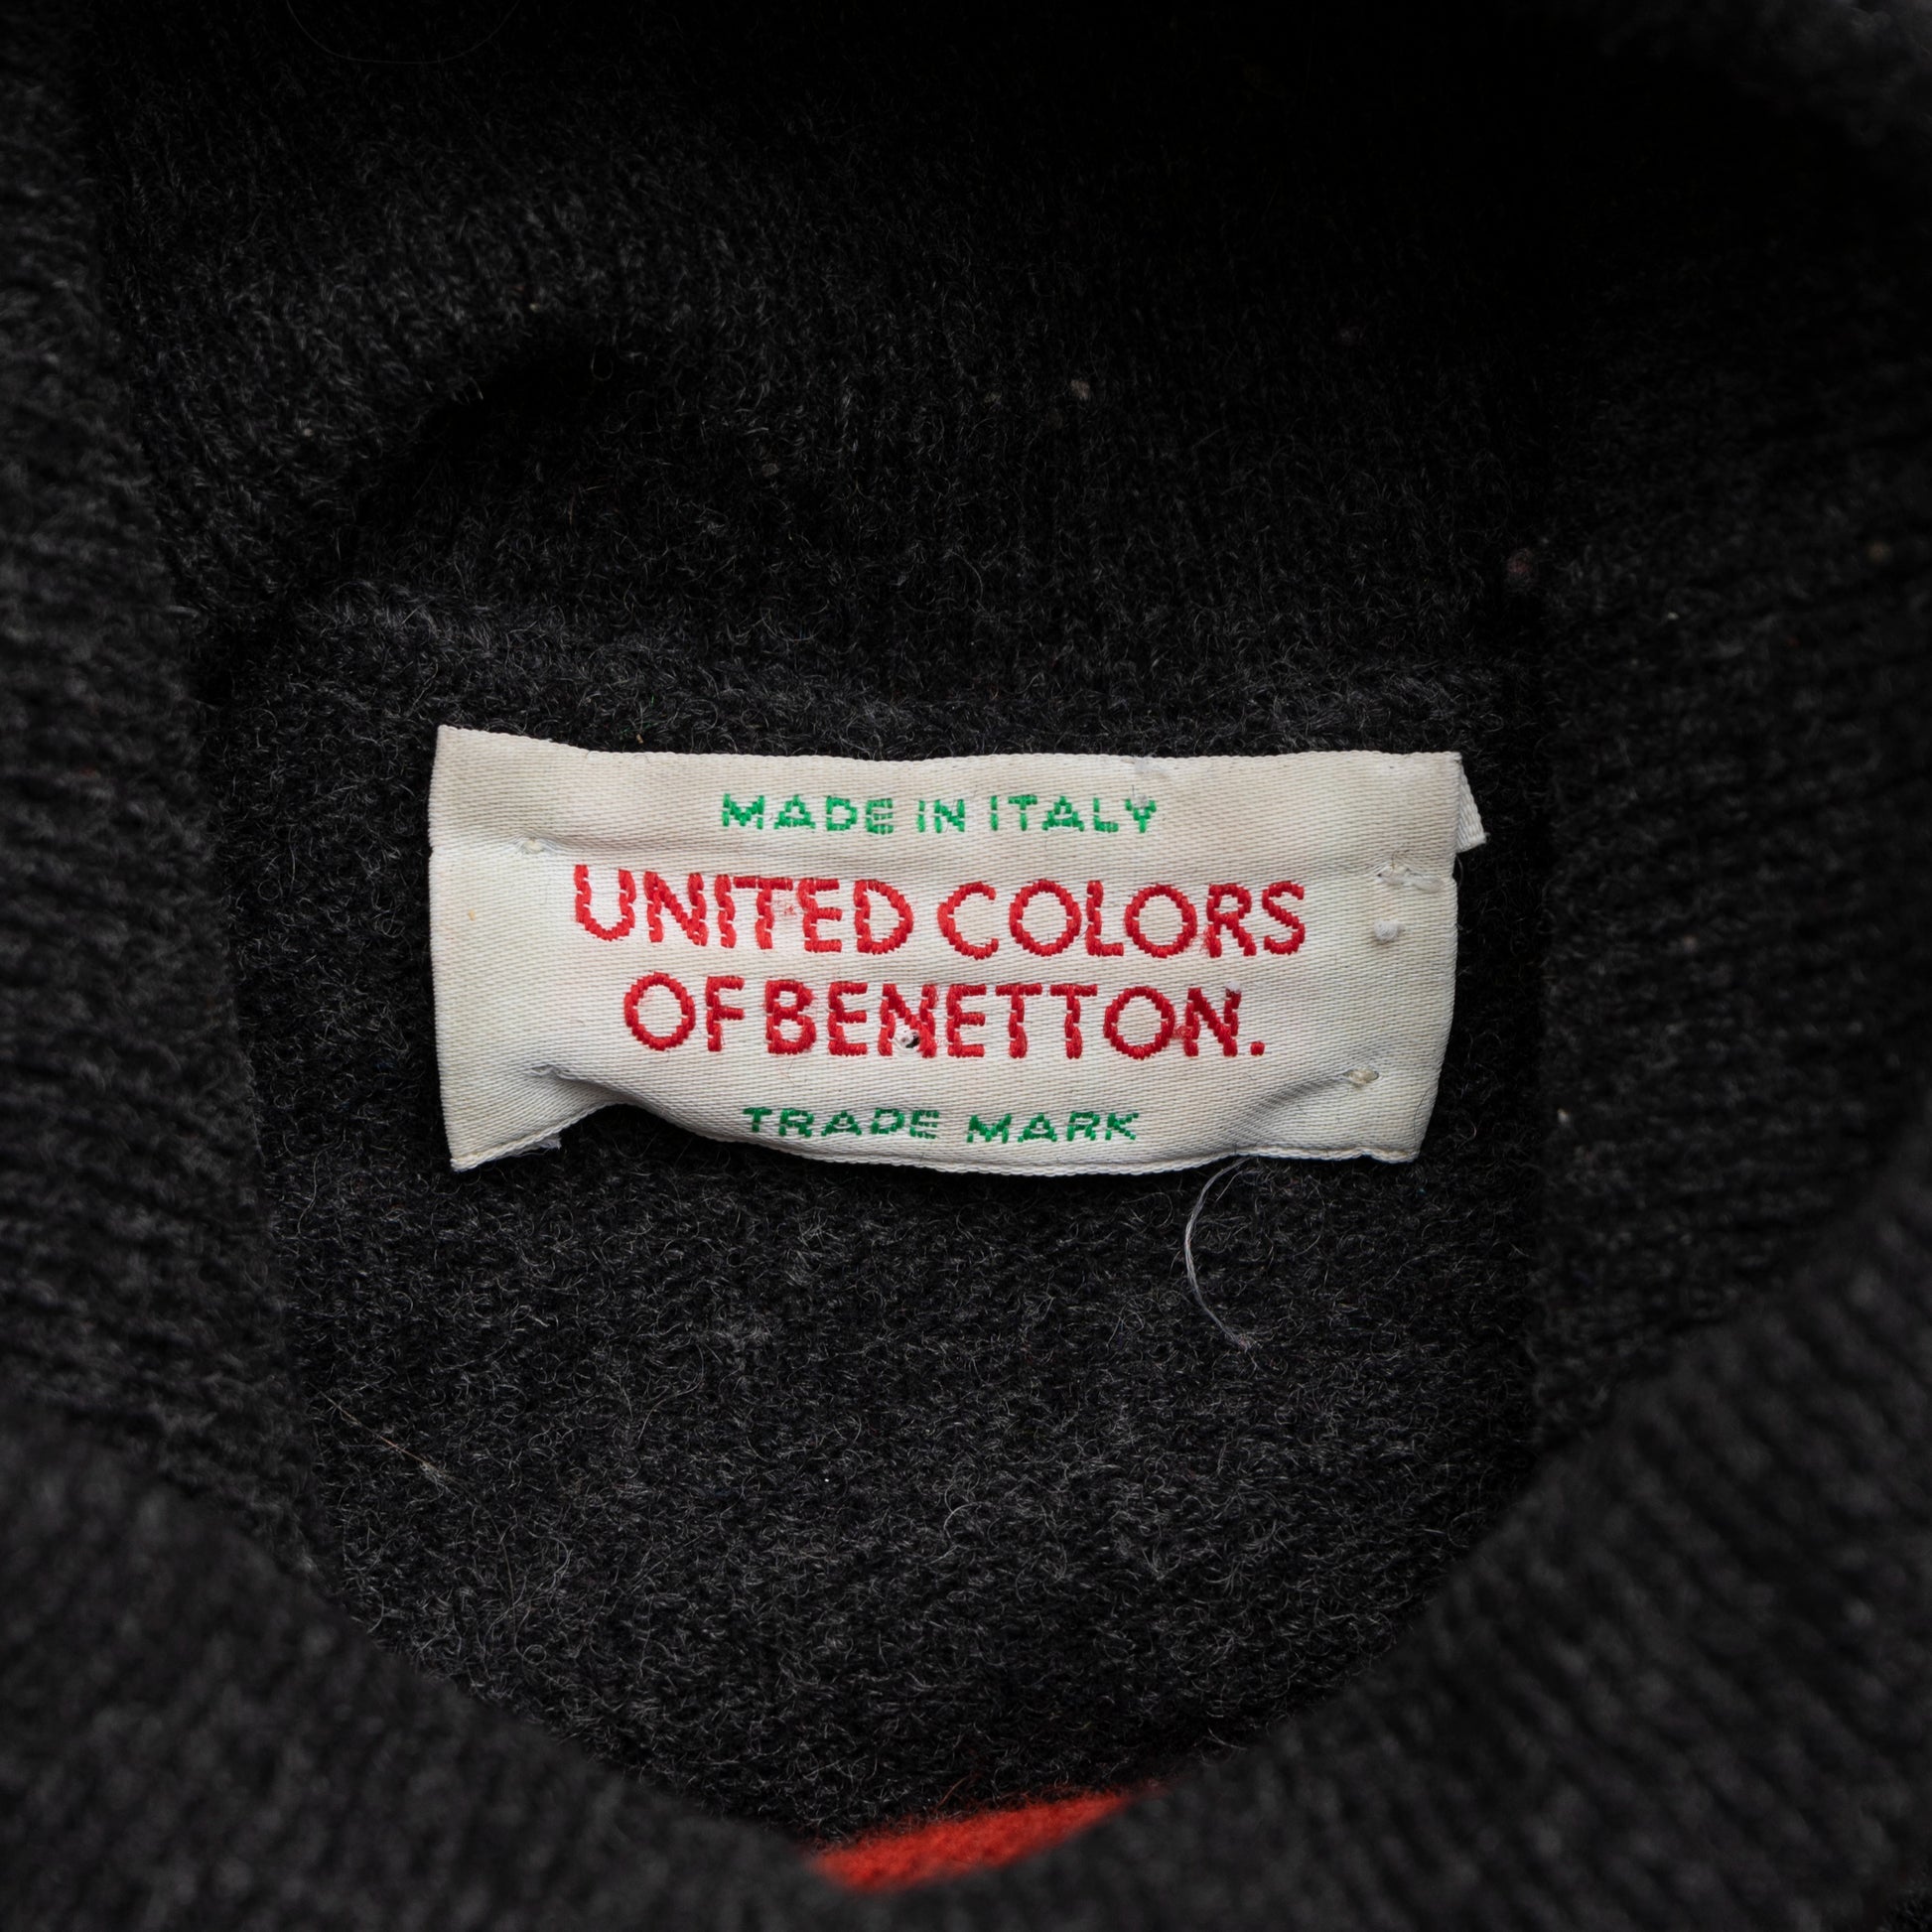 MADE IN ITALY
UNITED COLORS
OF BENETTON.
TRADE MARK